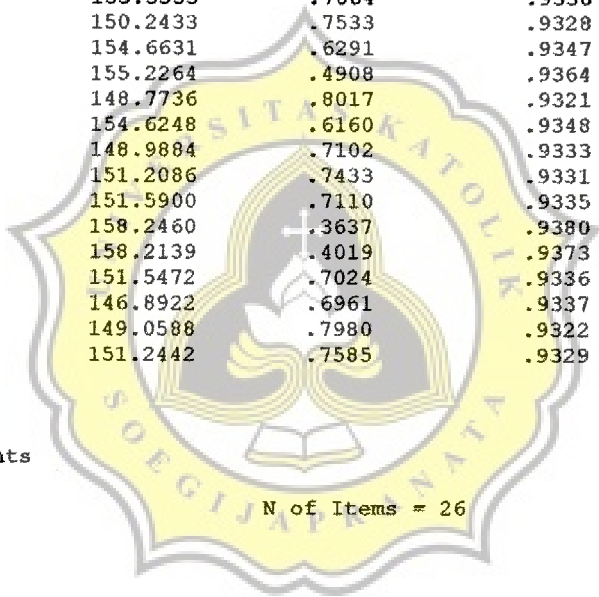 150.2433 .7533 .9328
154.6631 .6291 .9347
155.2264 .4908 .9364
148.7736 .8017 .9321
154.6248 .6160 .9348
148.9884 .7102 .9333
151.2086 .7433 .9331
151.5900 .7110 .9335
158.2460 .3637 .9380
158.2139 .4019 .9373
151.5472 .7024 .9336
146.8922 .6961 .9337
149.0588 .7980 .9322
151.2442 .7585 .9329
N of Items = 26
SITAS KATOLIK
SOEGIJAPRANATA